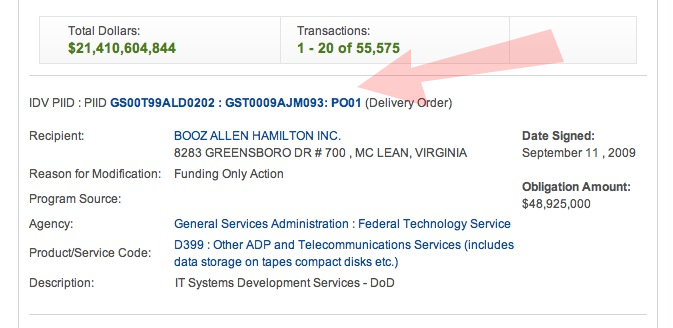 Total Dollars: Transactions:
$21,410,604,844 1 - 20 of 55,575
IDV PIID : PIID GS00T99ALD0202 : GST0009AJM093: PO01 (Delivery Order)
Recipient: BOOZ ALLEN HAMILTON INC. Date Signed:
8283 GREENSBORO DR # 700 , MC LEAN, VIRGINIA September 11 , 2009
Reason for Modification: Funding Only Action
Obligation Amount:
Program Source: $48,925,000
Agency: General Services Administration : Federal Technology Service
Product/Service Code: D399 : Other ADP and Telecommunications Services (includes
data storage on tapes compact disks etc.)
Description: IT Systems Development Services - DoD